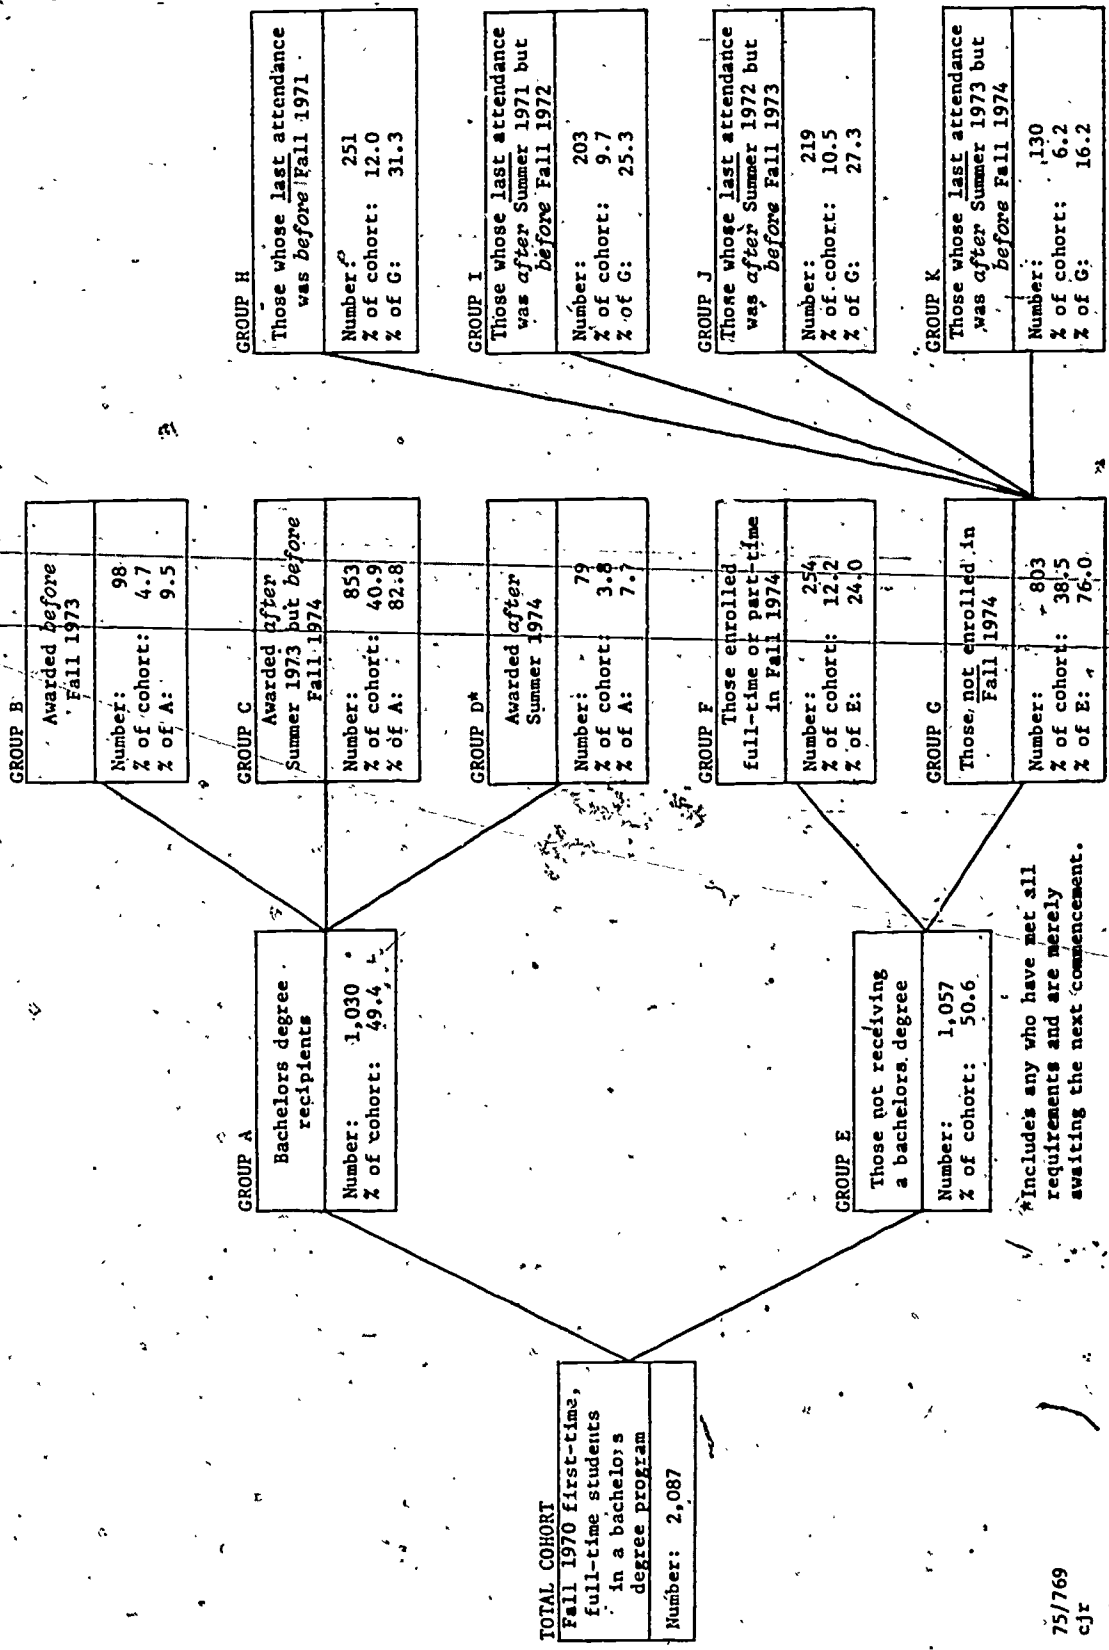 TOTAL COHORT
Fall 1970 first-time,
full-time students
in a bachelors
degree program
Number: 2,087
GROUP A
Bachelors degree
recipients
Number: 1,030
% of cohort: 49.4
GROUP E
Those not receiving
a bachelors degree
Number: 1,057
% of cohort: 50.6
GROUP B
Awarded before
Fall 1973
Number: 98
% of cohort: 4.7
% of A: 9.5
GROUP C
Awarded after
Summer 1973 but before
Fall 1974
Number: 853
% of cohort: 40.9
% of A: 82.8
GROUP D*
Awarded after
Summer 1974
Number: 79
% of cohort: 3.8
% of A: 7.7
GROUP F
Those enrolled
full-time or part-time
in Fall 1974
Number: 254
% of cohort: 12.2
% of E: 24.0
GROUP G
Those not enrolled in
Fall 1974
Number: 803
% of cohort: 38.5
% of E: 76.0
GROUP H
Those whose last attendance
was before Fall 1971
Number: 251
% of cohort: 12.0
% of G: 31.3
GROUP I
Those whose last attendance
was after Summer 1971 but
before Fall 1972
Number: 203
% of cohort: 9.7
% of G: 25.3
GROUP J
Those whose last attendance
was after Summer 1972 but
before Fall 1973
Number: 219
% of cohort: 10.5
% of G: 27.3
GROUP K
Those whose last attendance
was after Summer 1973 but
before Fall 1974
Number: 130
% of cohort: 6.2
% of G: 16.2
*Includes any who have met all
requirements and are merely
awaiting the next commencement.
75/769
cjr